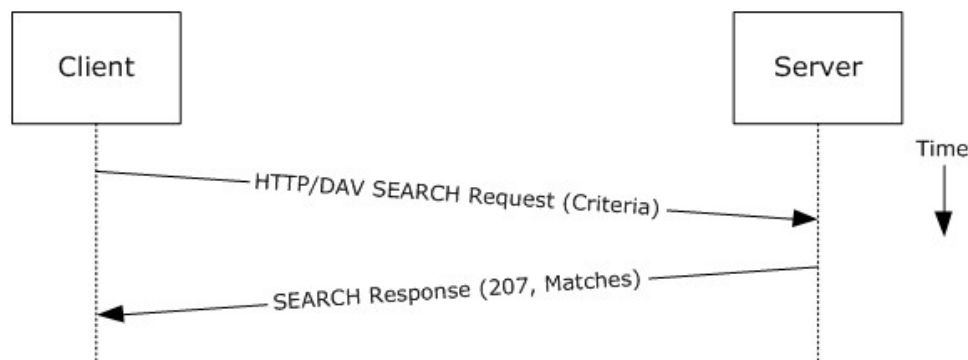 Client
Server
Time
HTTP/DAV SEARCH Request (Criteria)
SEARCH Response (207, Matches)